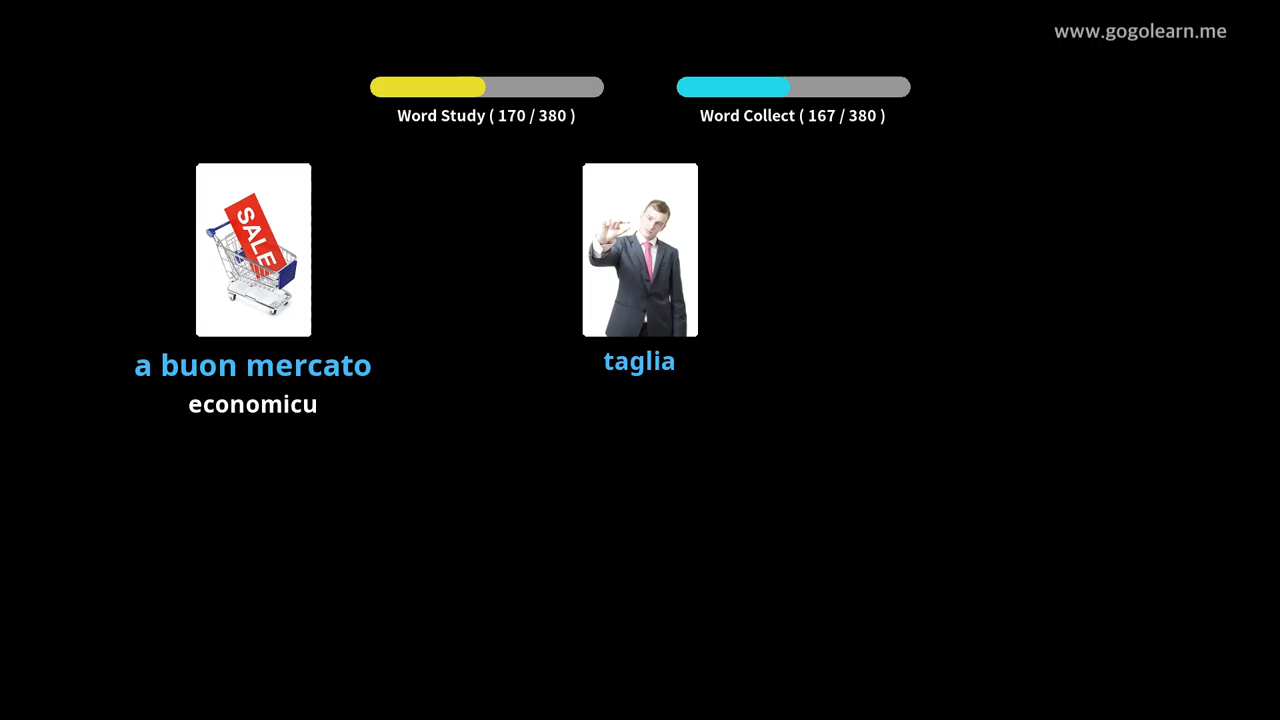 www.gogolearn.me
Word Study ( 170 / 380 )
Word Collect ( 167 / 380 )
SALE
a buon mercato
economicu
taglia